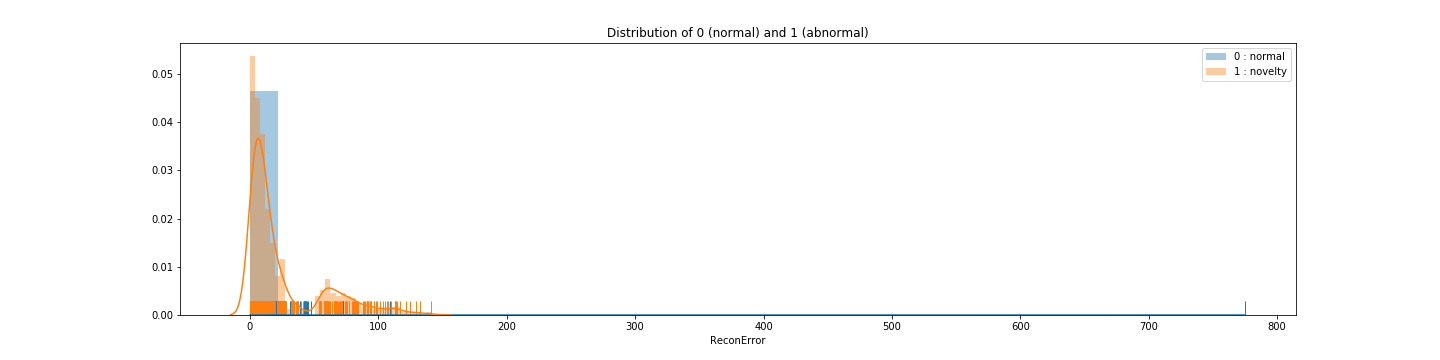 Distribution of 0 (normal) and 1 (abnormal)
0 : normal
1 : novelty
0.05
0.04
0.03
0.02
0.01
0.00
0 100 200 300 400 500 600 700 800
ReconError